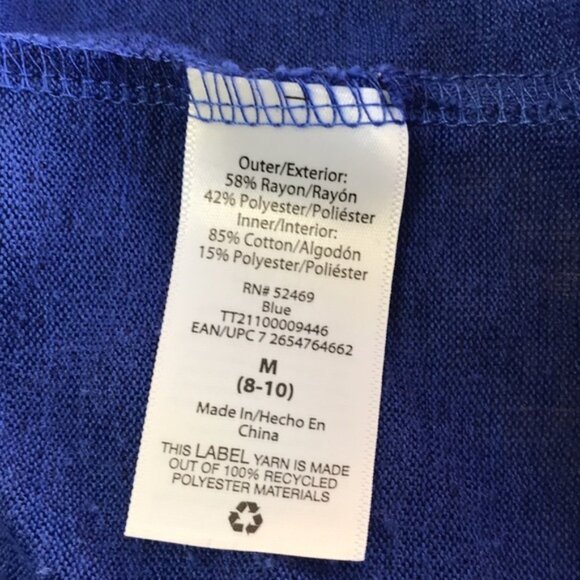 Outer/Exterior:
58% Rayon/Rayón
42% Polyester/Poliéster
Inner/Interior:
85% Cotton/Algodón
15% Polyester/Poliéster
RN# 52469
Blue
TT21100009446
EAN/UPC 7 2654764662
M
(8-10)
Made In/Hecho En
China
THIS LABEL YARN IS MADE
OUT OF 100% RECYCLED
POLYESTER MATERIALS